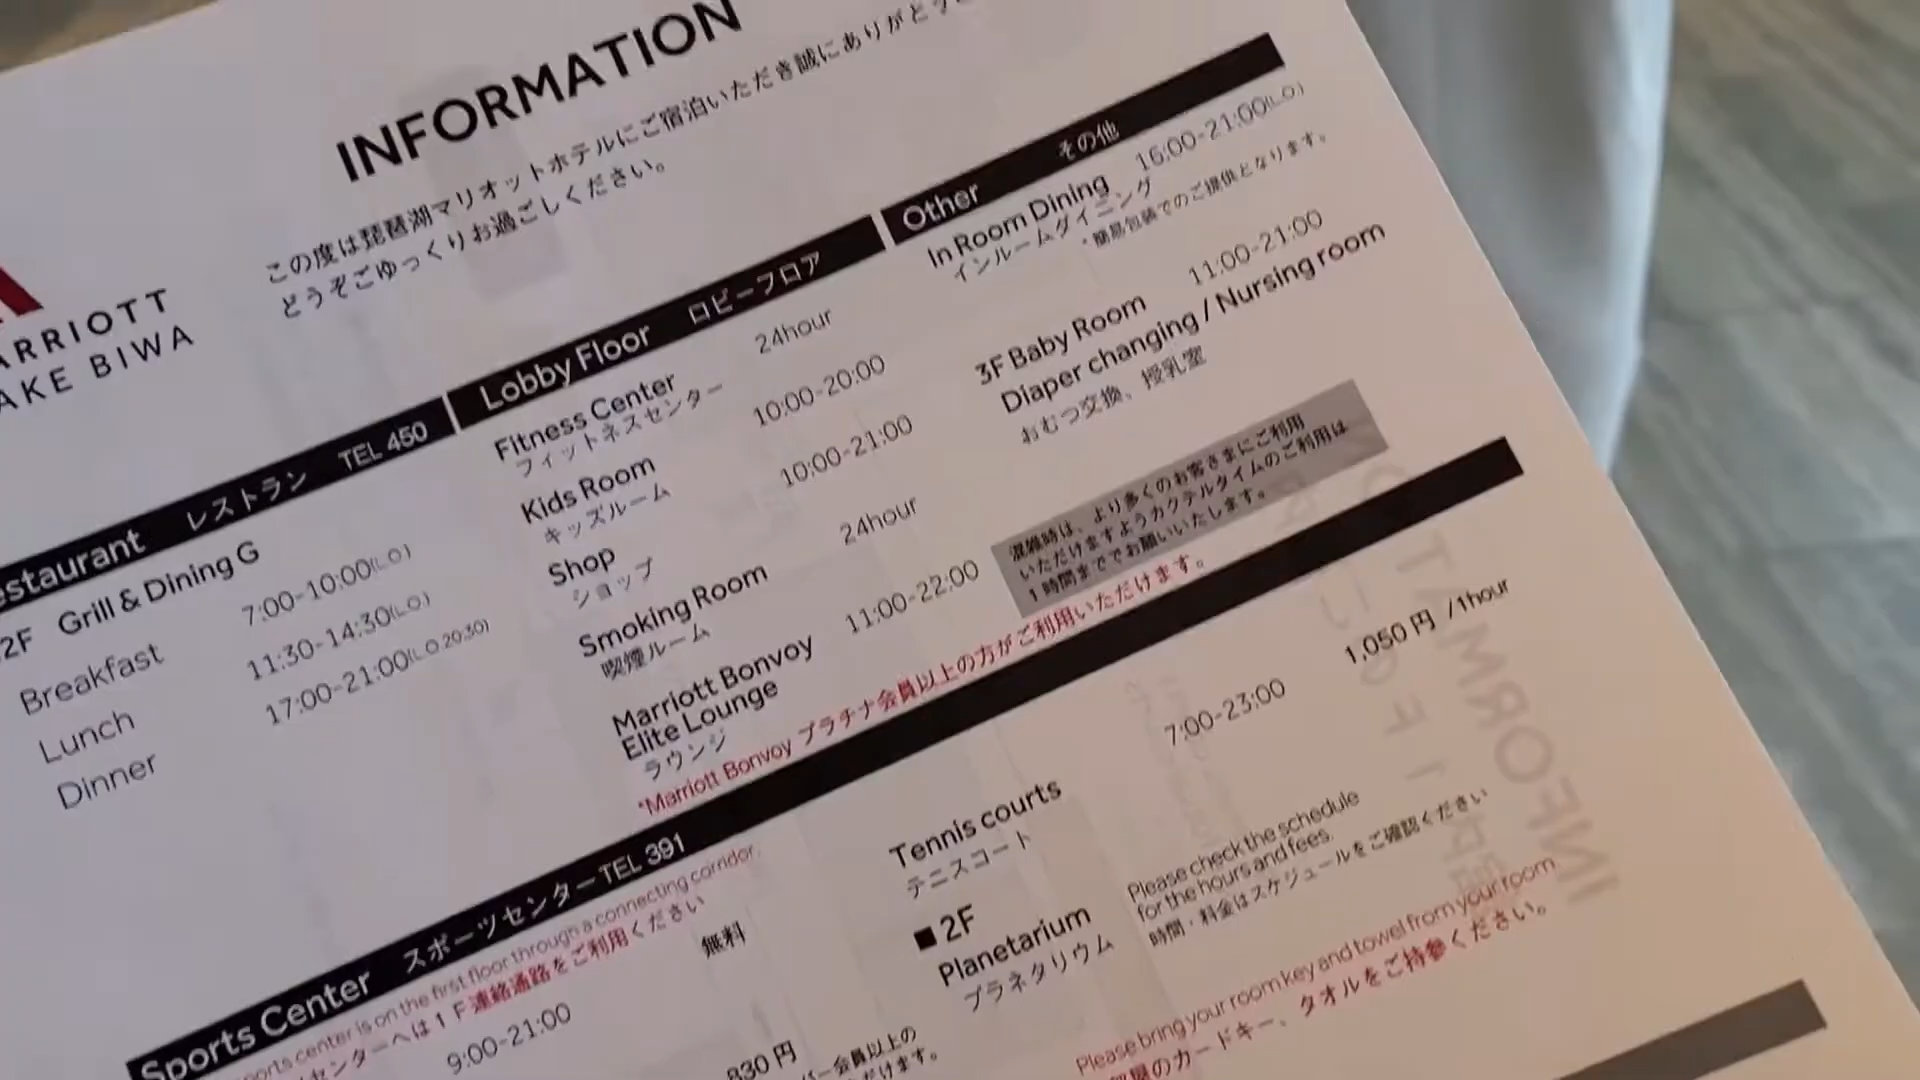 INFORMATION
この度は琵琶湖マリオットホテルにご宿泊いただき誠にありがとう
どうぞごゆっくりお過ごしください。
ARRIOTT
AKE BIWA
estaurant レストラン TEL 450
2F Grill & Dining G
Breakfast 7:00-10:00(L.O.)
Lunch 11:30-14:30(L.O.)
Dinner 17:00-21:00(L.O.20:30)
Lobby Floor ロビーフロア
Fitness Center 24hour
フィットネスセンター
Kids Room 10:00-20:00
キッズルーム
Shop 10:00-21:00
ショップ
Smoking Room 24hour
喫煙ルーム
Marriott Bonvoy
Elite Lounge 11:00-22:00
ラウンジ
*Marriott Bonvoy プラチナ会員以上の方がご利用いただけます。
混雑時は、より多くのお客さまにご利用
いただけますようカクテルタイムのご利用は
1時間まででお願いいたします。
Other その他
In Room Dining 16:00-21:00(L.O.)
インルームダイニング
*簡易包装でのご提供となります。
3F Baby Room 11:00-21:00
Diaper changing / Nursing room
おむつ交換、授乳室
Sports Center スポーツセンター TEL 391
ports center is on the first floor through a connecting corridor.
センターへは1F連絡通路をご利用ください
9:00-21:00
無料
830円
会員以上の
だけます。
Tennis courts 7:00-23:00 1,050円 /1hour
テニスコート
■2F
Planetarium
プラネタリウム
Please check the schedule
for the hours and fees.
時間・料金はスケジュールをご確認ください
Please bring your room key and towel from your room
部屋のカードキー、タオルをご持参ください。